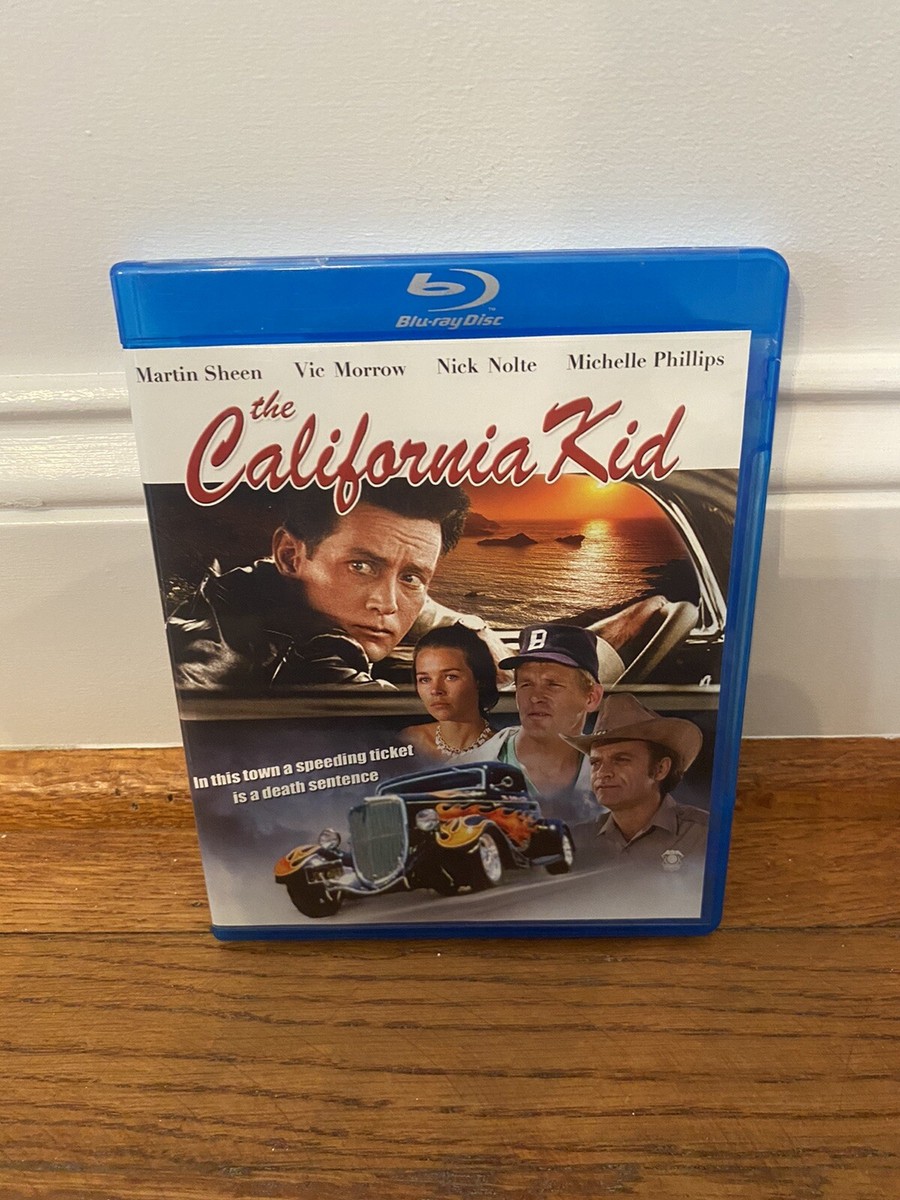 Blu-ray Disc
Martin Sheen Vic Morrow Nick Nolte Michelle Phillips
the
California Kid
B
In this town a speeding ticket
is a death sentence